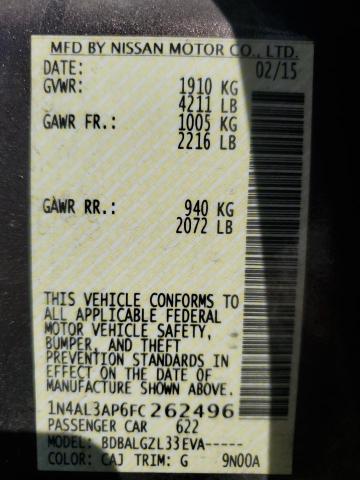 MFD BY NISSAN MOTOR CO., LTD.
DATE: 02/15
GVWR: 1910 KG
4211 LB
GAWR FR.: 1005 KG
2216 LB
GAWR RR.: 940 KG
2072 LB
THIS VEHICLE CONFORMS TO
ALL APPLICABLE FEDERAL
MOTOR VEHICLE SAFETY,
BUMPER, AND THEFT
PREVENTION STANDARDS IN
EFFECT ON THE DATE OF
MANUFACTURE SHOWN ABOVE.
1N4AL3AP6FC262496
PASSENGER CAR 622
MODEL: BDBALGZL33EVA-----
COLOR: CAJ TRIM: G 9N00A